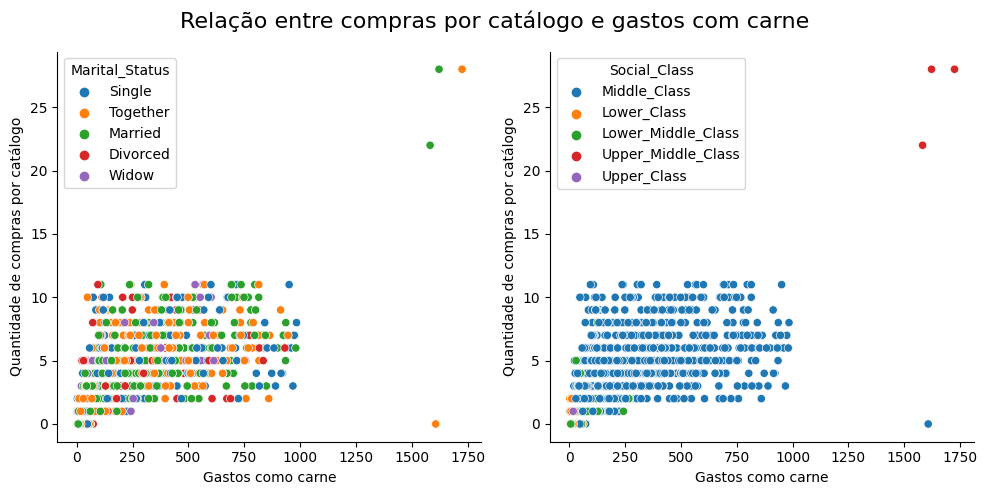 Relação entre compras por catálogo e gastos com carne
Marital_Status
Single
Together
Married
Divorced
Widow
Quantidade de compras por catálogo
25
20
15
10
5
0
0
250
500
750
1000
1250
1500
1750
Gastos como carne
Social_Class
Middle_Class
Lower_Class
Lower_Middle_Class
Upper_Middle_Class
Upper_Class
Quantidade de compras por catálogo
25
20
15
10
5
0
0
250
500
750
1000
1250
1500
1750
Gastos como carne